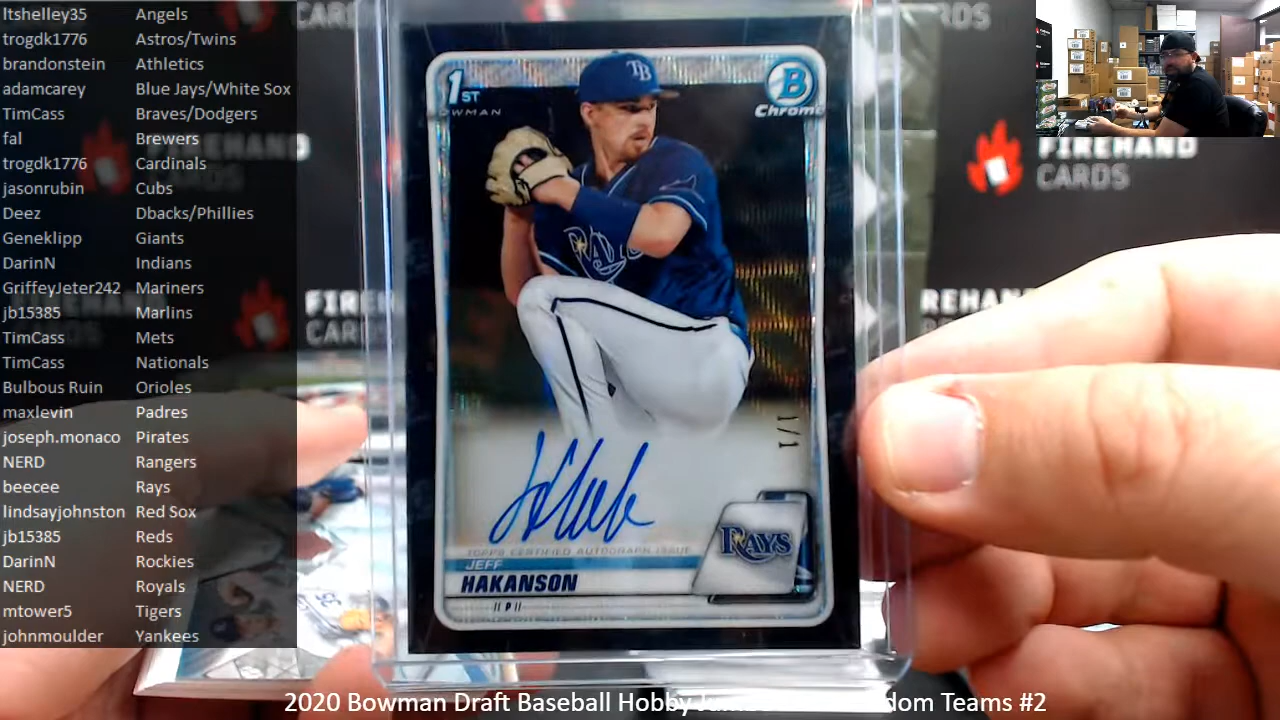 ltshelley35 Angels
trogdk1776 Astros/Twins
brandonstein Athletics
adamcarey Blue Jays/White Sox
TimCass Braves/Dodgers
fal Brewers
trogdk1776 Cardinals
jasonrubin Cubs
Deez Dbacks/Phillies
Geneklipp Giants
DarinN Indians
GriffeyJeter242 Mariners
jb15385 Marlins
TimCass Mets
TimCass Nationals
Bulbous Ruin Orioles
maxlevin Padres
joseph.monaco Pirates
NERD Rangers
beecee Rays
lindsayjohnston Red Sox
jb15385 Reds
DarinN Rockies
NERD Royals
mtower5 Tigers
johnmoulder Yankees
1ST
OWMAN
B
Chrome
TB
1/1
TOPPS CERTIFIED AUTOGRAPH ISSUE
JEFF
HAKANSON
P
RAYS
FIREHAND
CARDS
REHAN
CARDS
2020 Bowman Draft Baseball Hobby dom Teams #2